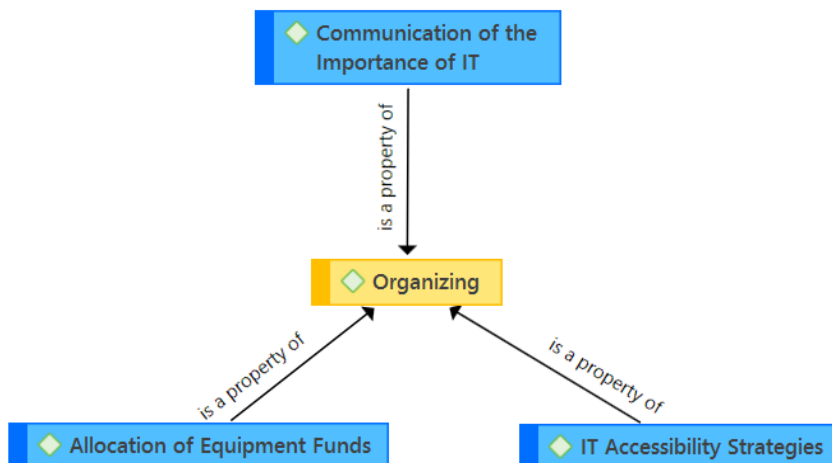 Communication of the
Importance of IT
is a property of
Organizing
is a property of
is a property of
Allocation of Equipment Funds
IT Accessibility Strategies